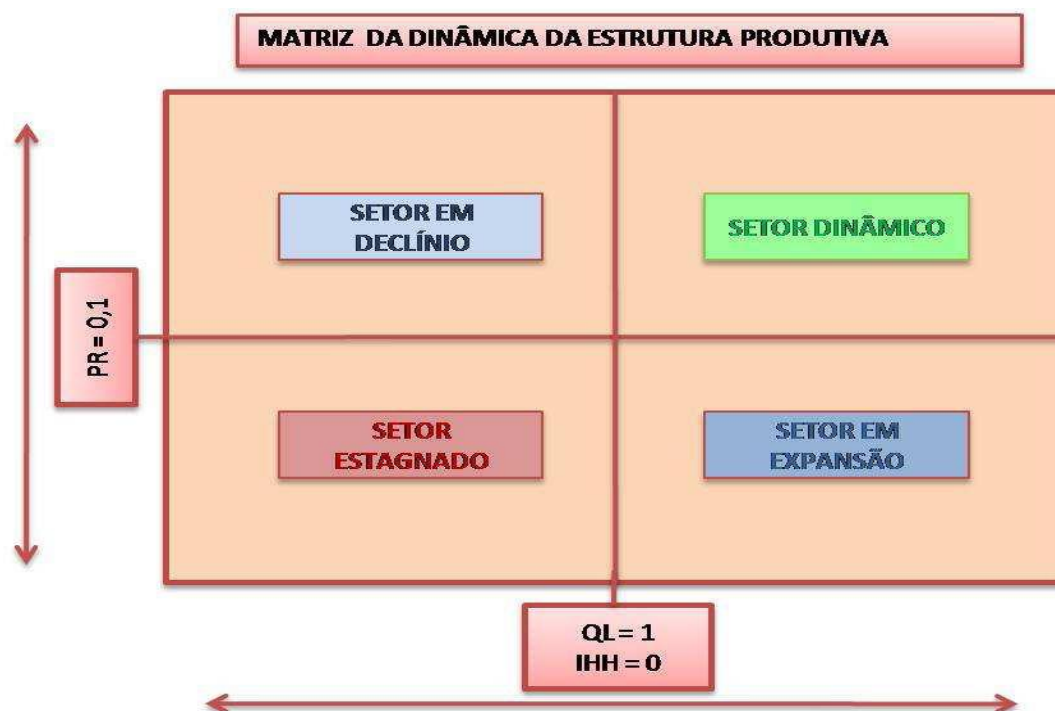 MATRIZ DA DINÂMICA DA ESTRUTURA PRODUTIVA
SETOR EM
DECLÍNIO
SETOR DINÂMICO
PR = 0,1
SETOR
ESTAGNADO
SETOR EM
EXPANSÃO
QL = 1
IHH = 0